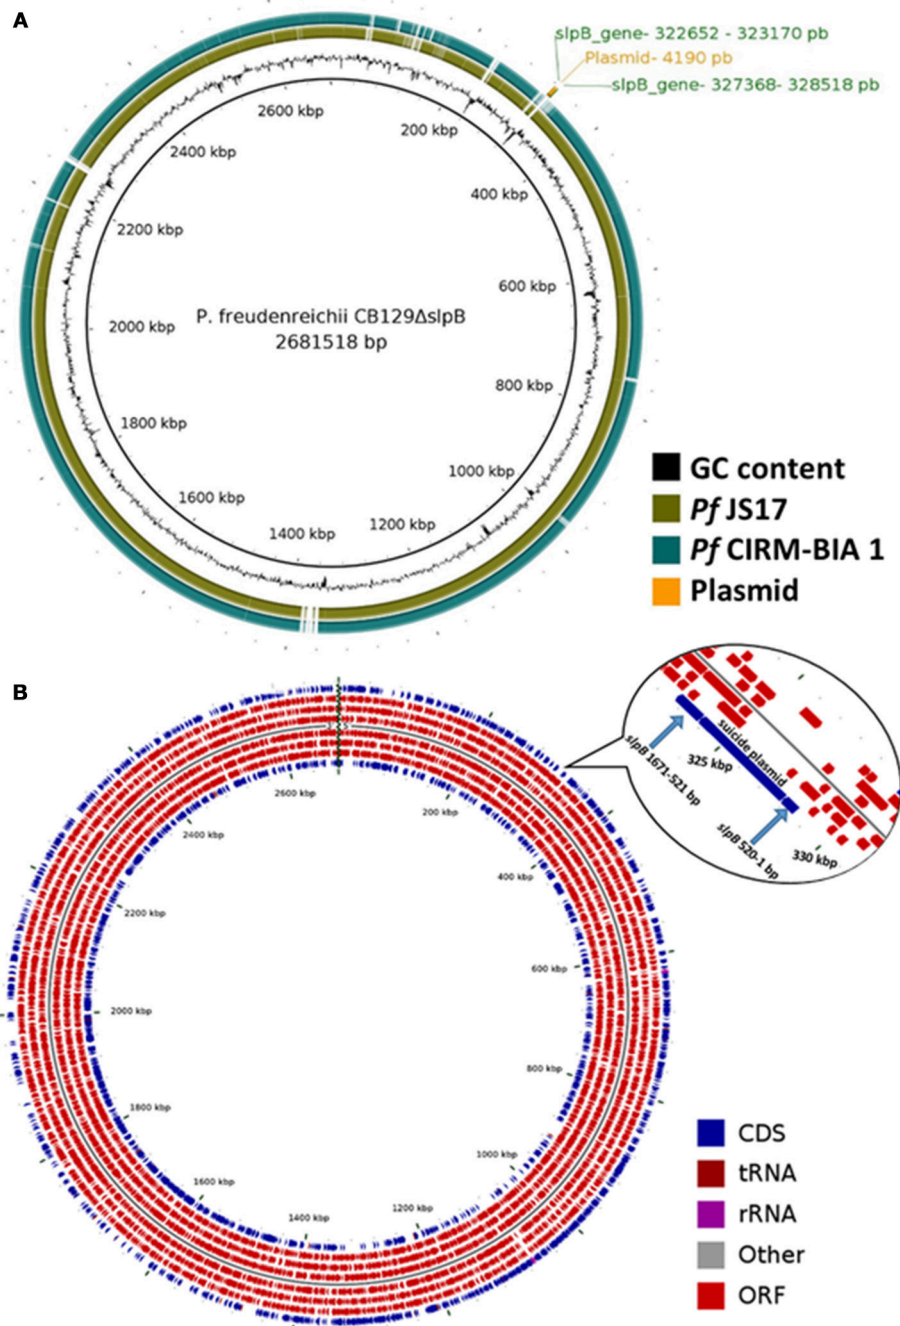 A
slpB_gene- 322652 - 323170 pb
Plasmid- 4190 pb
slpB_gene- 327368- 328518 pb
2600 kbp
200 kbp
2400 kbp
400 kbp
2200 kbp
600 kbp
P. freudenreichii CB129ΔslpB
2681518 bp
2000 kbp
800 kbp
1800 kbp
1000 kbp
1600 kbp
1200 kbp
1400 kbp
GC content
Pf JS17
Pf CIRM-BIA 1
Plasmid
B
suicide plasmid
slpB 1671-521 bp
325 kbp
slpB 520-1 bp
330 kbp
2600 kbp
200 kbp
2400 kbp
400 kbp
2200 kbp
600 kbp
2000 kbp
800 kbp
1800 kbp
1000 kbp
1600 kbp
1200 kbp
1400 kbp
CDS
tRNA
rRNA
Other
ORF